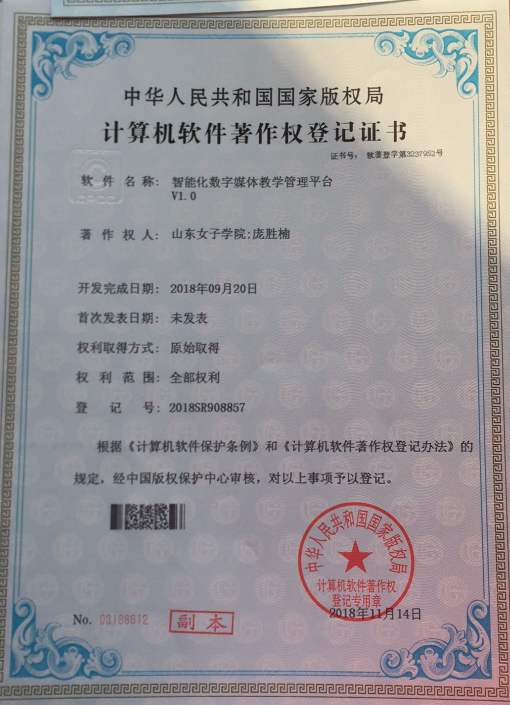 中华人民共和国国家版权局
计算机软件著作权登记证书
证书号： 软著登字第3237952号
软件名称： 智能化数字媒体教学管理平台
V1.0
著作权人： 山东女子学院;庞胜楠
开发完成日期： 2018年09月20日
首次发表日期： 未发表
权利取得方式： 原始取得
权利范围： 全部权利
登记号： 2018SR908857
根据《计算机软件保护条例》和《计算机软件著作权登记办法》的
规定，经中国版权保护中心审核，对以上事项予以登记。
中华人民共和国国家版权局
计算机软件著作权
登记专用章
No. 03186612
副本
2018年11月14日
CPCC